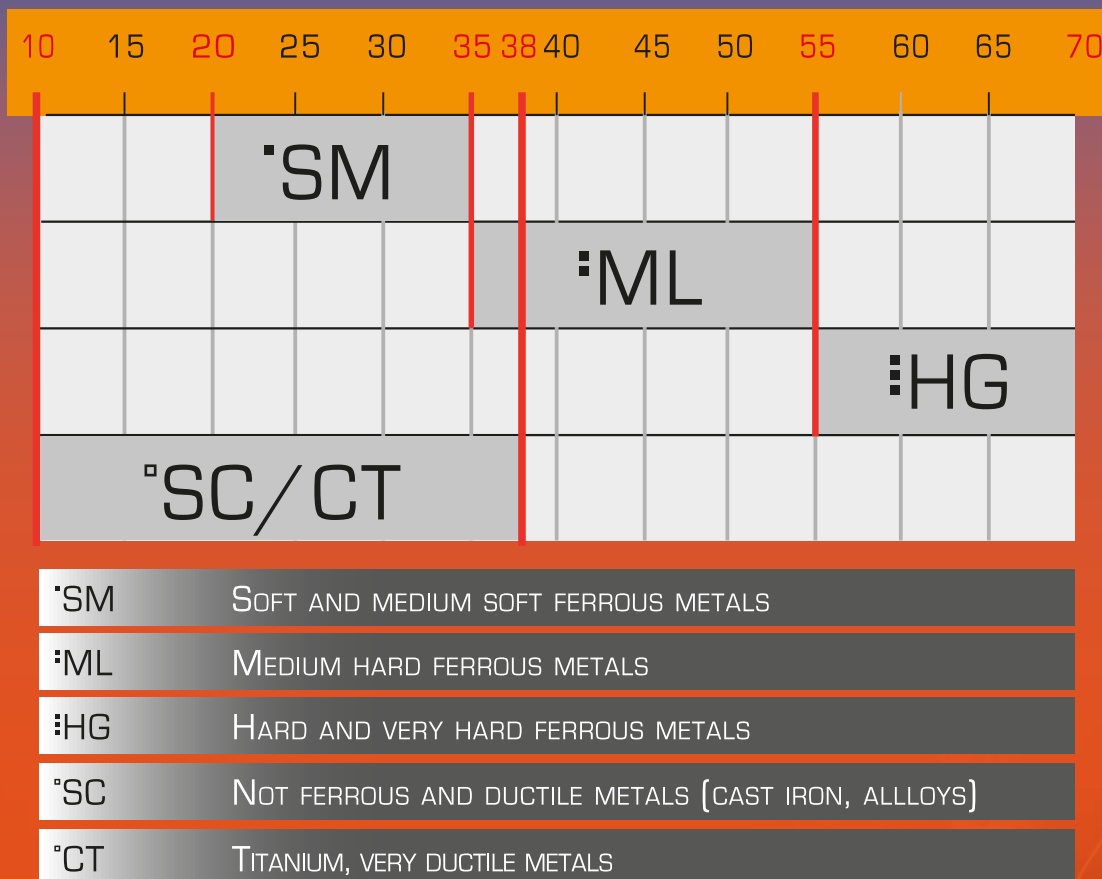 10 15 20 25 30 35 38 40 45 50 55 60 65 70
SM
ML
HG
SC/CT
SM Soft and medium soft ferrous metals
ML Medium hard ferrous metals
HG Hard and very hard ferrous metals
SC Not ferrous and ductile metals (cast iron, allloys)
CT Titanium, very ductile metals